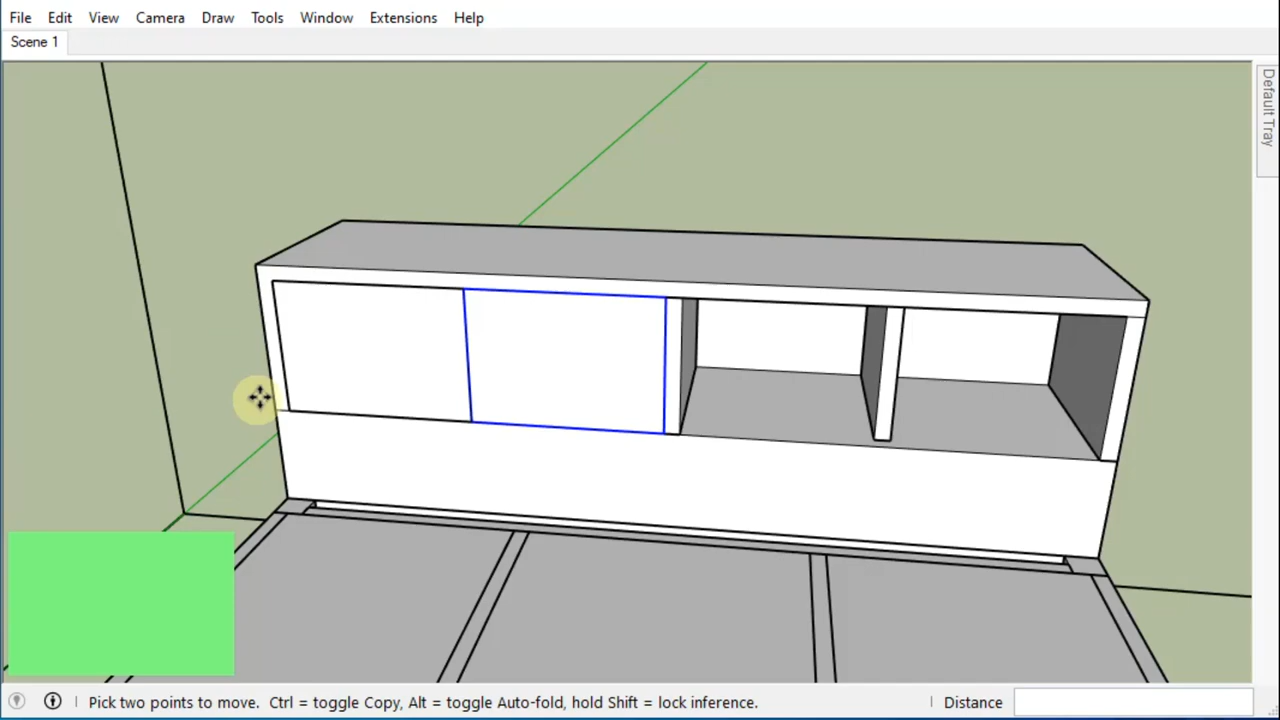 File Edit View Camera Draw Tools Window Extensions Help
Scene 1
Default Tray
Pick two points to move. Ctrl = toggle Copy, Alt = toggle Auto-fold, hold Shift = lock inference. Distance